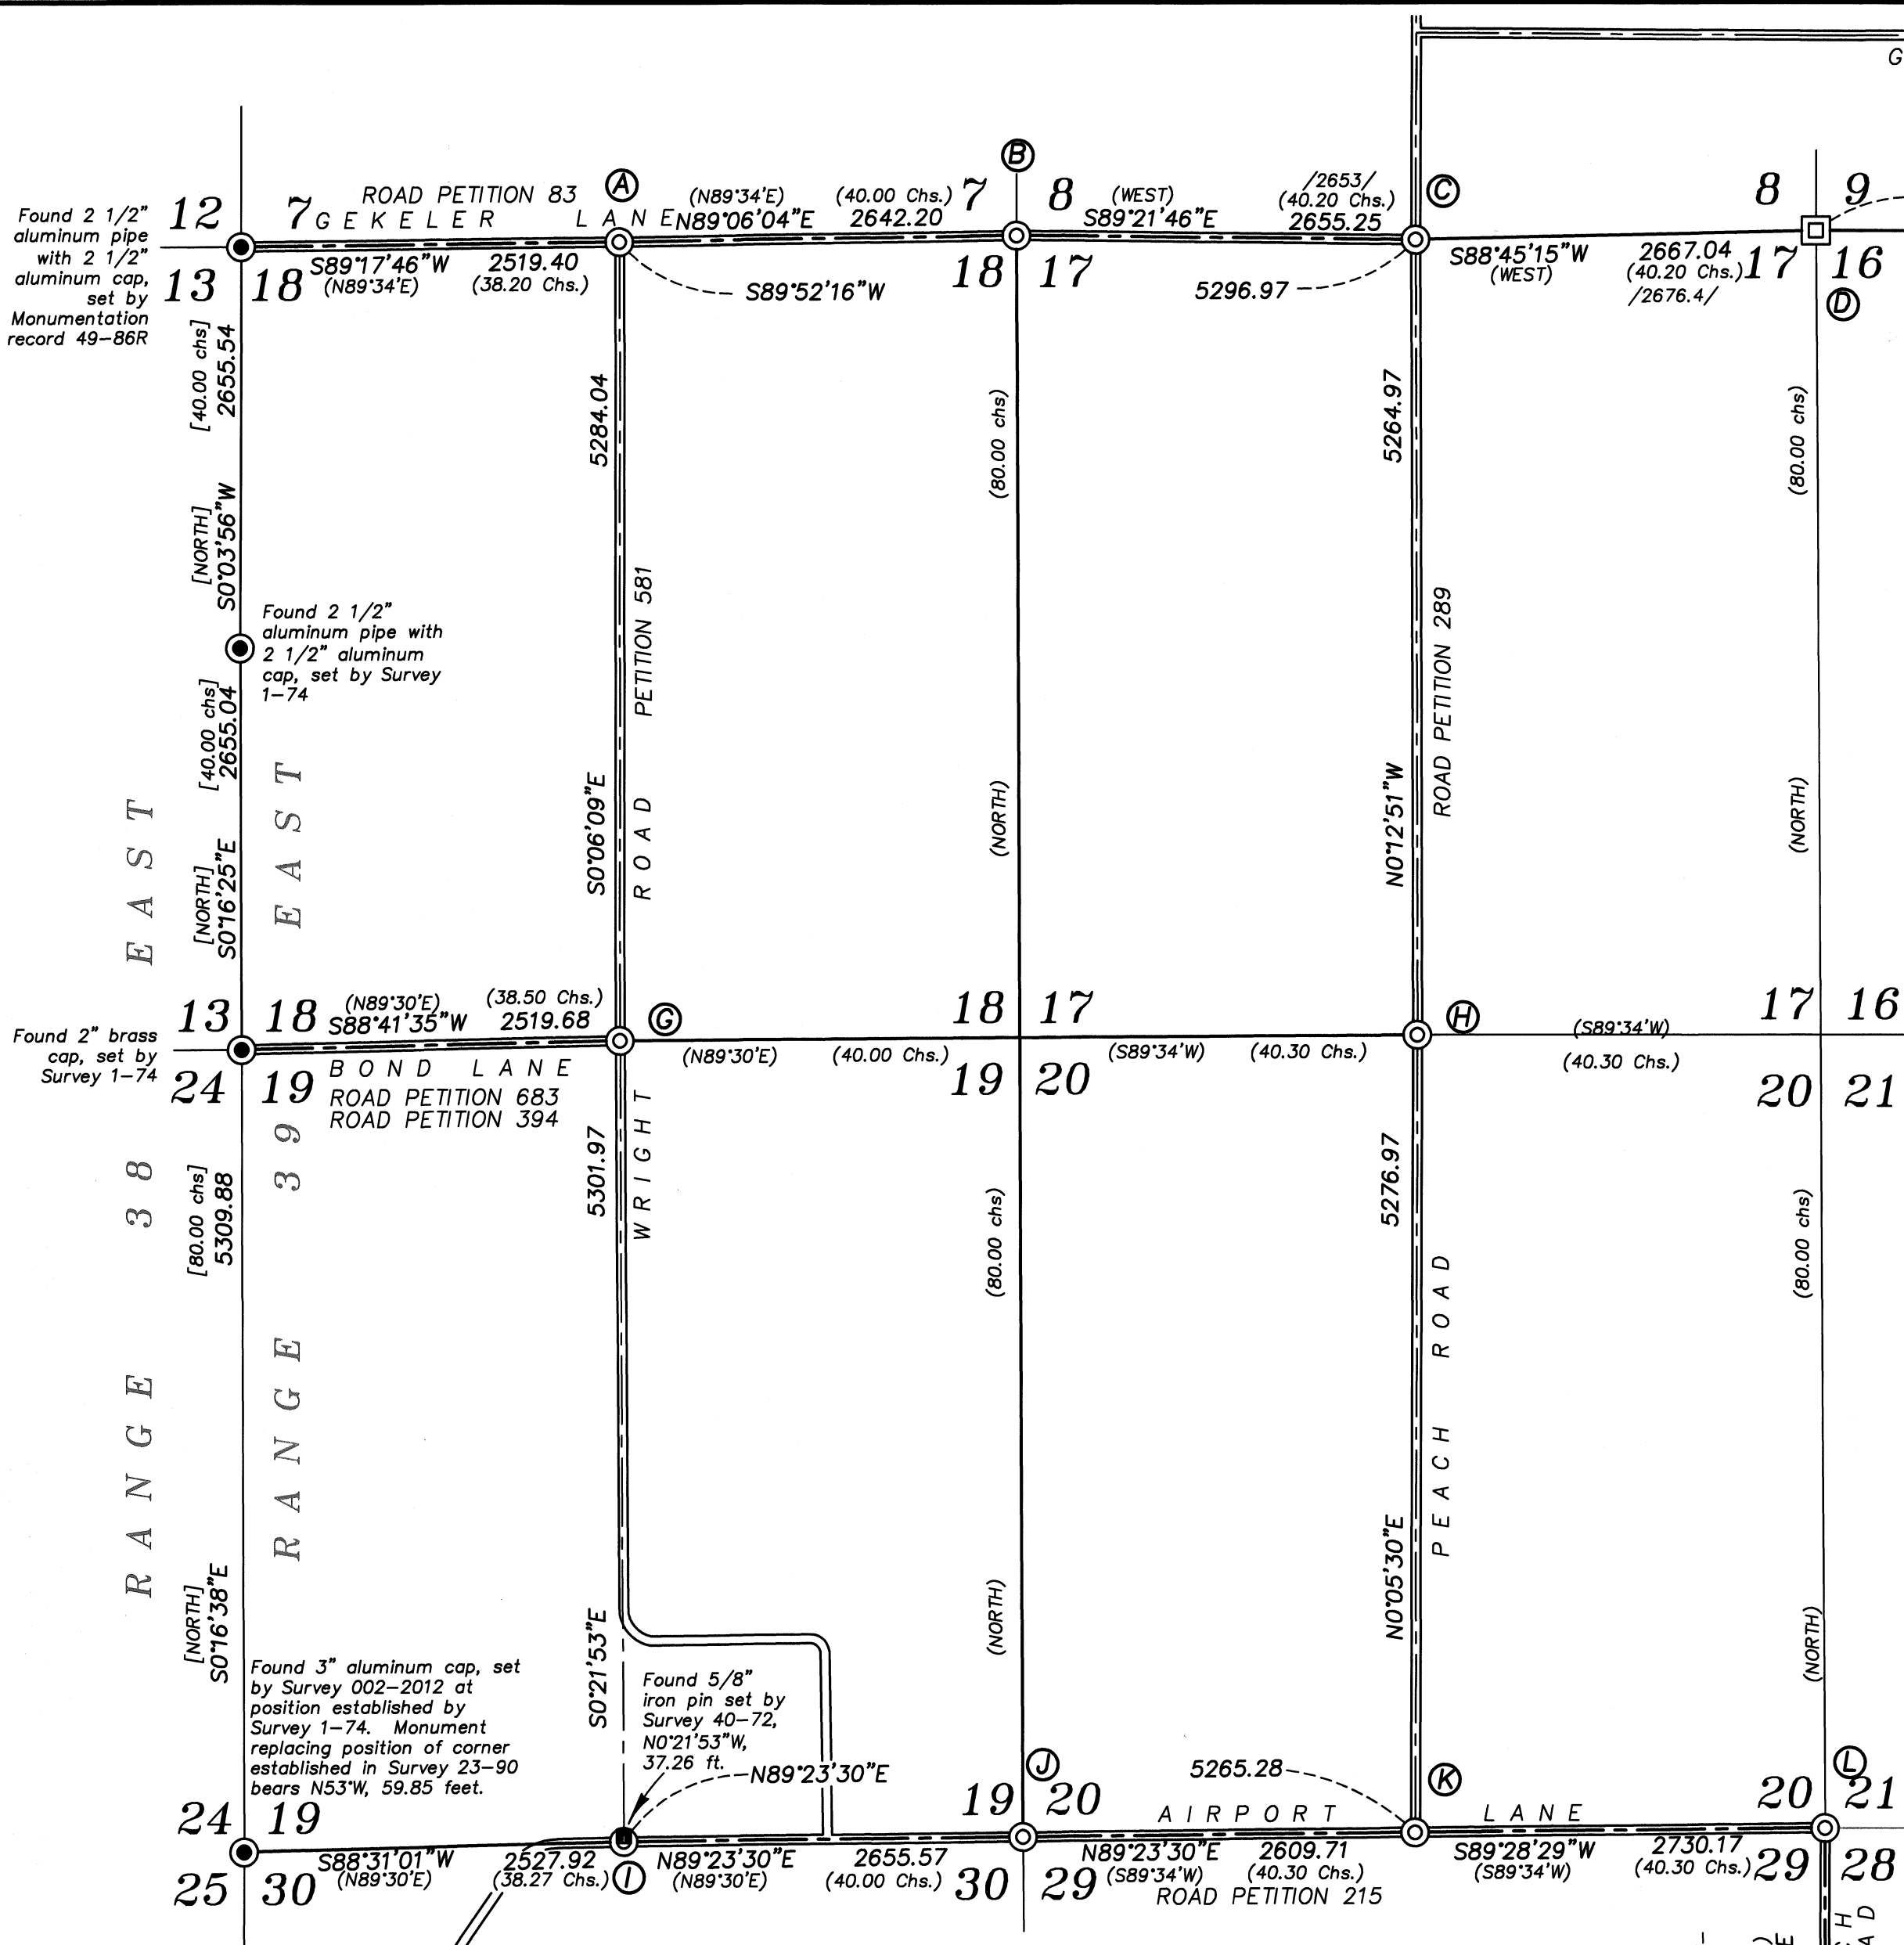 G
Found 2 1/2"
aluminum pipe
with 2 1/2"
aluminum cap,
set by
Monumentation
record 49-86R
12
7
ROAD PETITION 83
GEKELER LANE
A
(N89°34'E)
(40.00 Chs.)
N89°06'04"E
2642.20
7
B
8
(WEST)
S89°21'46"E
/2653/
(40.20 Chs.)
2655.25
C
8
9
13
18
S89°17'46"W
2519.40
(N89°34'E)
(38.20 Chs.)
S89°52'16"W
18
17
5296.97
S88°45'15"W
(WEST)
2667.04
(40.20 Chs.)
/2676.4/
17
16
D
[40.00 chs]
2655.54
[NORTH]
S0°03'56"W
5284.04
(80.00 chs)
5264.97
(80.00 chs)
Found 2 1/2"
aluminum pipe with
2 1/2" aluminum
cap, set by Survey
1-74
ROAD PETITION 581
ROAD PETITION 289
[40.00 chs]
2655.04
[NORTH]
S0°16'25"E
S0°06'09"E
(NORTH)
N0°12'51"W
(NORTH)
13
18
(N89°30'E)
(38.50 Chs.)
S88°41'35"W
2519.68
G
18
17
H
17
16
Found 2" brass
cap, set by
Survey 1-74
24
19
BOND LANE
ROAD PETITION 683
ROAD PETITION 394
(N89°30'E)
(40.00 Chs.)
19
20
(S89°34'W)
(40.30 Chs.)
(S89°34'W)
(40.30 Chs.)
20
21
RANGE 38 EAST
RANGE 39 EAST
[80.00 chs]
5309.88
5301.97
WRIGHT
(80.00 chs)
5276.97
PEACH ROAD
(80.00 chs)
[NORTH]
S0°16'38"E
S0°21'53"E
(NORTH)
N0°05'30"E
(NORTH)
Found 3" aluminum cap, set
by Survey 002-2012 at
position established by
Survey 1-74. Monument
replacing position of corner
established in Survey 23-90
bears N53°W, 59.85 feet.
Found 5/8"
iron pin set by
Survey 40-72,
N0°21'53"W,
37.26 ft.
N89°23'30"E
J
5265.28
K
L
24
19
19
20
AIRPORT LANE
20
21
25
30
S88°31'01"W
2527.92
(N89°30'E)
(38.27 Chs.)
I
N89°23'30"E
2655.57
(N89°30'E)
(40.00 Chs.)
30
29
N89°23'30"E
2609.71
(S89°34'W)
(40.30 Chs.)
ROAD PETITION 215
S89°28'29"W
2730.17
(S89°34'W)
(40.30 Chs.)
29
28